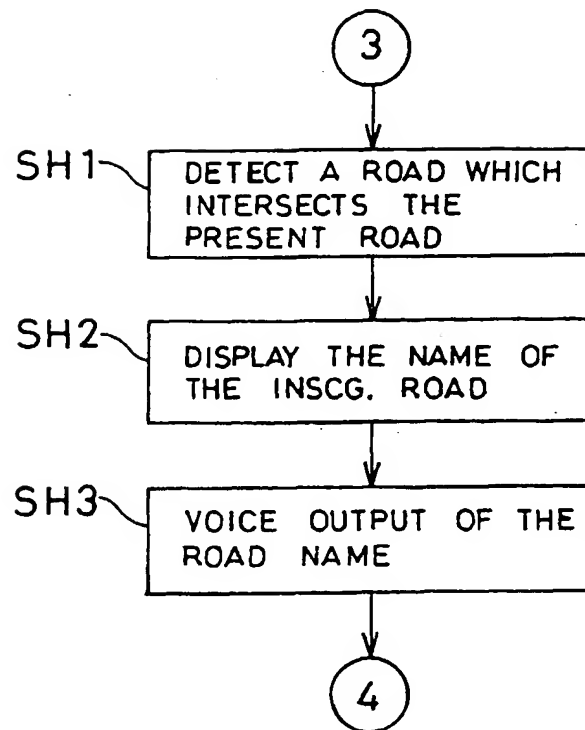 3
SH1
DETECT A ROAD WHICH
INTERSECTS THE
PRESENT ROAD
SH2
DISPLAY THE NAME OF
THE INSCG. ROAD
SH3
VOICE OUTPUT OF THE
ROAD NAME
4